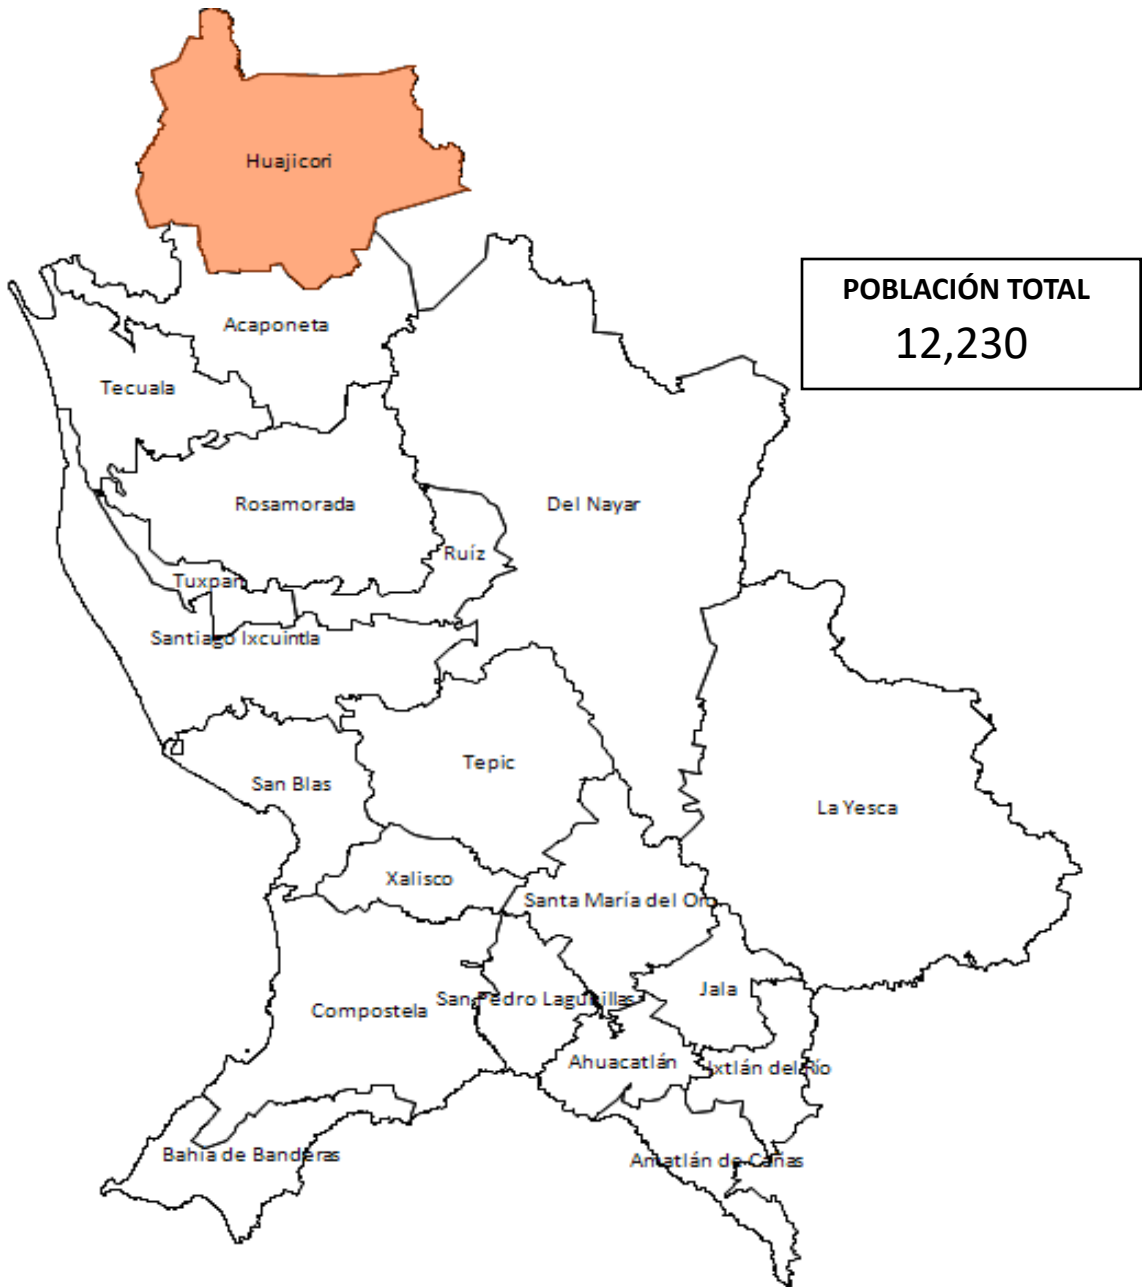 Huajicori
POBLACIÓN TOTAL
12,230
Acaponeta
Tecuala
Rosamorada
Del Nayar
Ruíz
Tuxpan
Santiago Ixcuintla
Tepic
San Blas
La Yesca
Xalisco
Santa María del Oro
Jala
San Pedro Lagunillas
Compostela
Ahuacatlán
Ixtlán del Río
Bahía de Banderas
Amatlán de Cañas